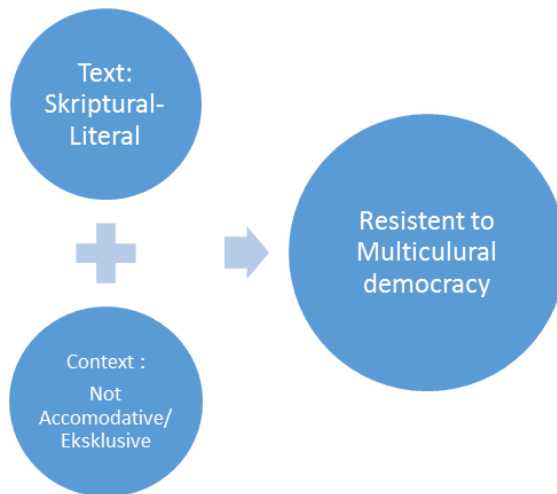 Text:
Skriptural-
Literal
Context :
Not
Accomodative/
Eksklusive
Resistent to
Multiculural
democracy